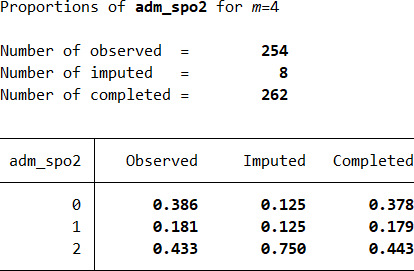 Proportions of adm_spo2 for m=4
Number of observed = 254
Number of imputed = 8
Number of completed = 262
adm_spo2 Observed Imputed Completed
0 0.386 0.125 0.378
1 0.181 0.125 0.179
2 0.433 0.750 0.443